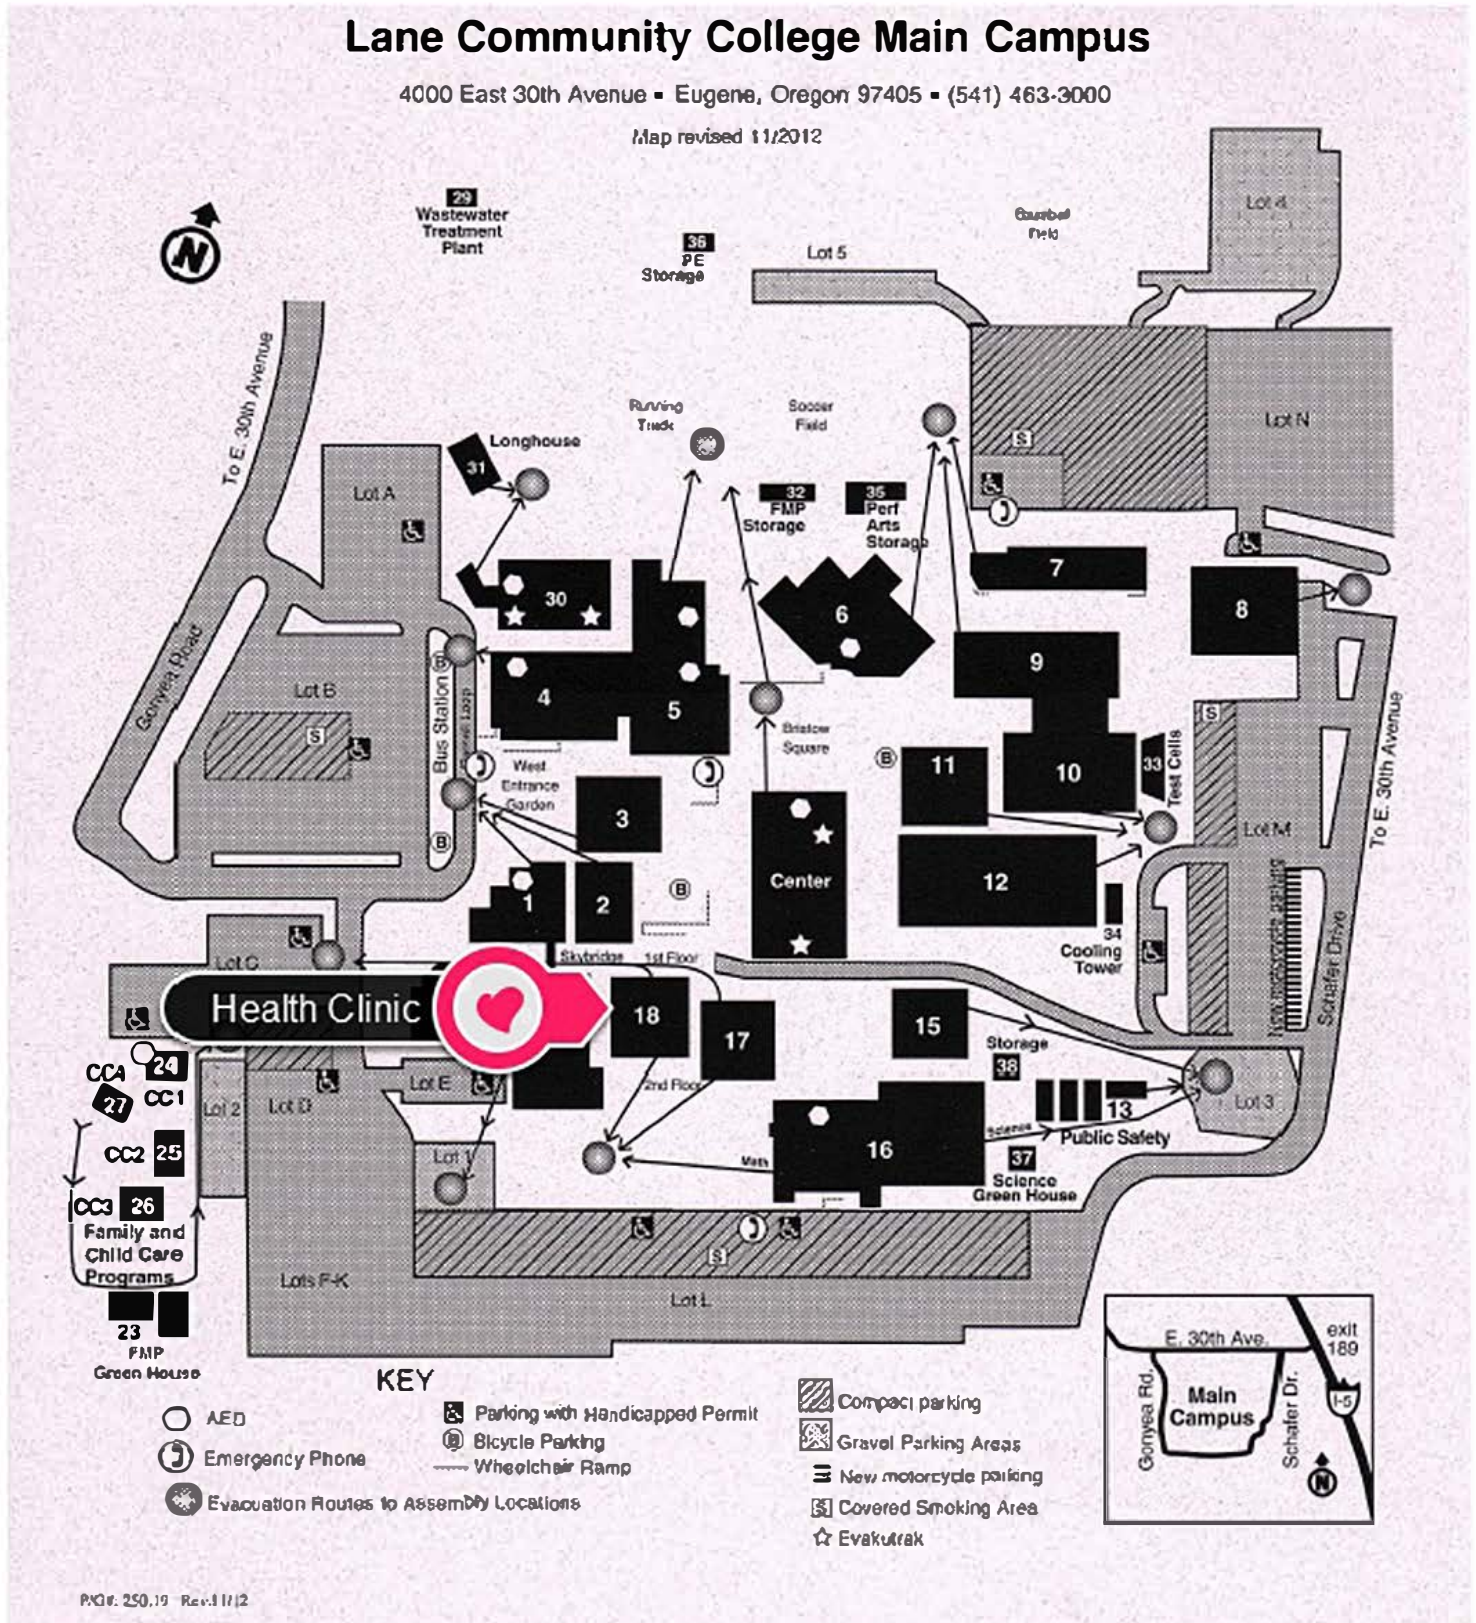 Lane Community College Main Campus
4000 East 30th Avenue ▪ Eugene, Oregon 97405 ▪ (541) 463-3000
Map revised 11/2012
29
Wastewater
Treatment
Plant
36
PE
Storage
Lot 5
Field
Lot 4
N
To E. 30th Avenue
Running
Track
Soccer
Field
S
Lot N
31
Longhouse
Lot A
32
FMP
Storage
35
Perf
Arts
Storage
7
8
30
6
9
Gonyea Road
Lot B
S
B
Bus Station
B
4
5
Bristow
Square
West
Entrance
Garden
B
11
10
33
Test Cells
S
Lot M
To E. 30th Avenue
3
Center
12
1
2
B
34
Cooling
Tower
New motorcycle parking
Schafer Drive
Lot C
Skybridge
1st Floor
Health Clinic
18
17
15
Storage
38
CC4
24
27
CC1
Lot 2
Lot D
Lot E
2nd Floor
13
Public Safety
Lot 3
CC2
25
Lot 1
Math
16
Science
37
Science
Green House
CC3
26
Family and
Child Care
Programs
Lots F-K
S
Lot L
23
FMP
Green House
E. 30th Ave.
exit
189
Gonyea Rd.
Main
Campus
Schafer Dr.
I-5
N
KEY
AED
Emergency Phone
Evacuation Routes to Assembly Locations
Parking with Handicapped Permit
B Bicycle Parking
Wheelchair Ramp
Compact parking
Gravel Parking Areas
New motorcycle parking
S Covered Smoking Area
Evakutrak